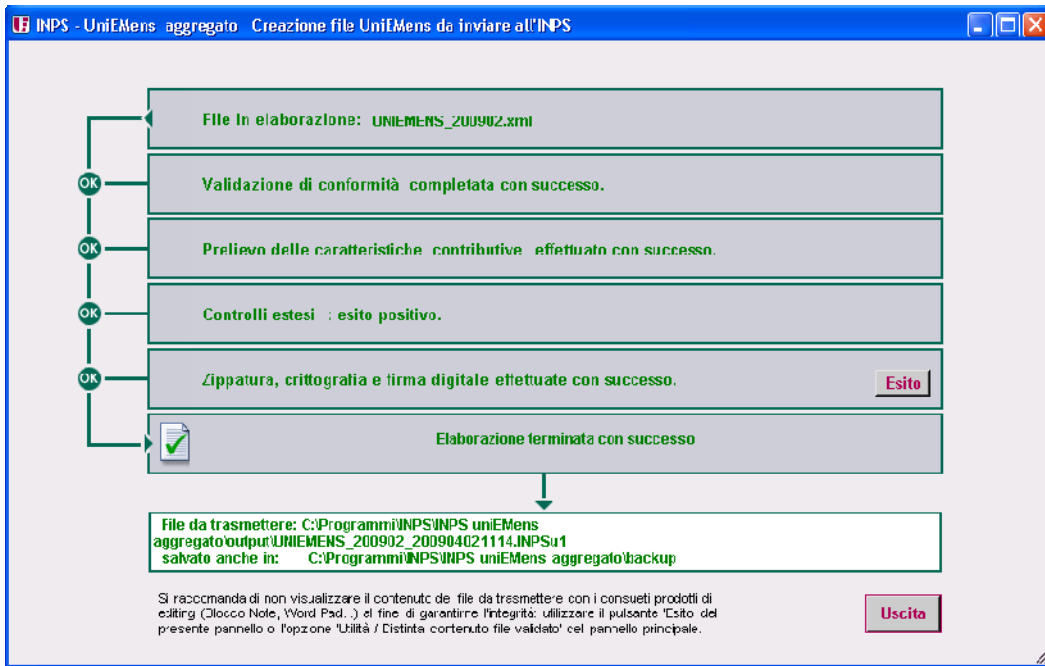 INPS - UniEMens aggregato Creazione file UniEMens da inviare all'INPS
File in elaborazione: UNIEMENS_200902.xml
OK
Validazione di conformità completata con successo.
OK
Prelievo delle caratteristiche contributive effettuato con successo.
OK
Controlli estesi : esito positivo.
OK
Zippatura, crittografia e firma digitale effettuate con successo.
Esito
Elaborazione terminata con successo
File da trasmettere: C:\Programmi\INPS\INPS uniEMens
aggregato\output\UNIEMENS_200902_200904021114.INPSu1
salvato anche in: C:\Programmi\INPS\INPS uniEMens aggregato\backup
Si raccomanda di non visualizzare il contenuto del file da trasmettere con i consueti prodotti di
editing (Blocco Note, Word Pad...) al fine di garantirne l'integrità: utilizzare il pulsante 'Esito' del
presente pannello o l'opzione 'Utilità / Distinta contenuto file validato' del pannello principale.
Uscita